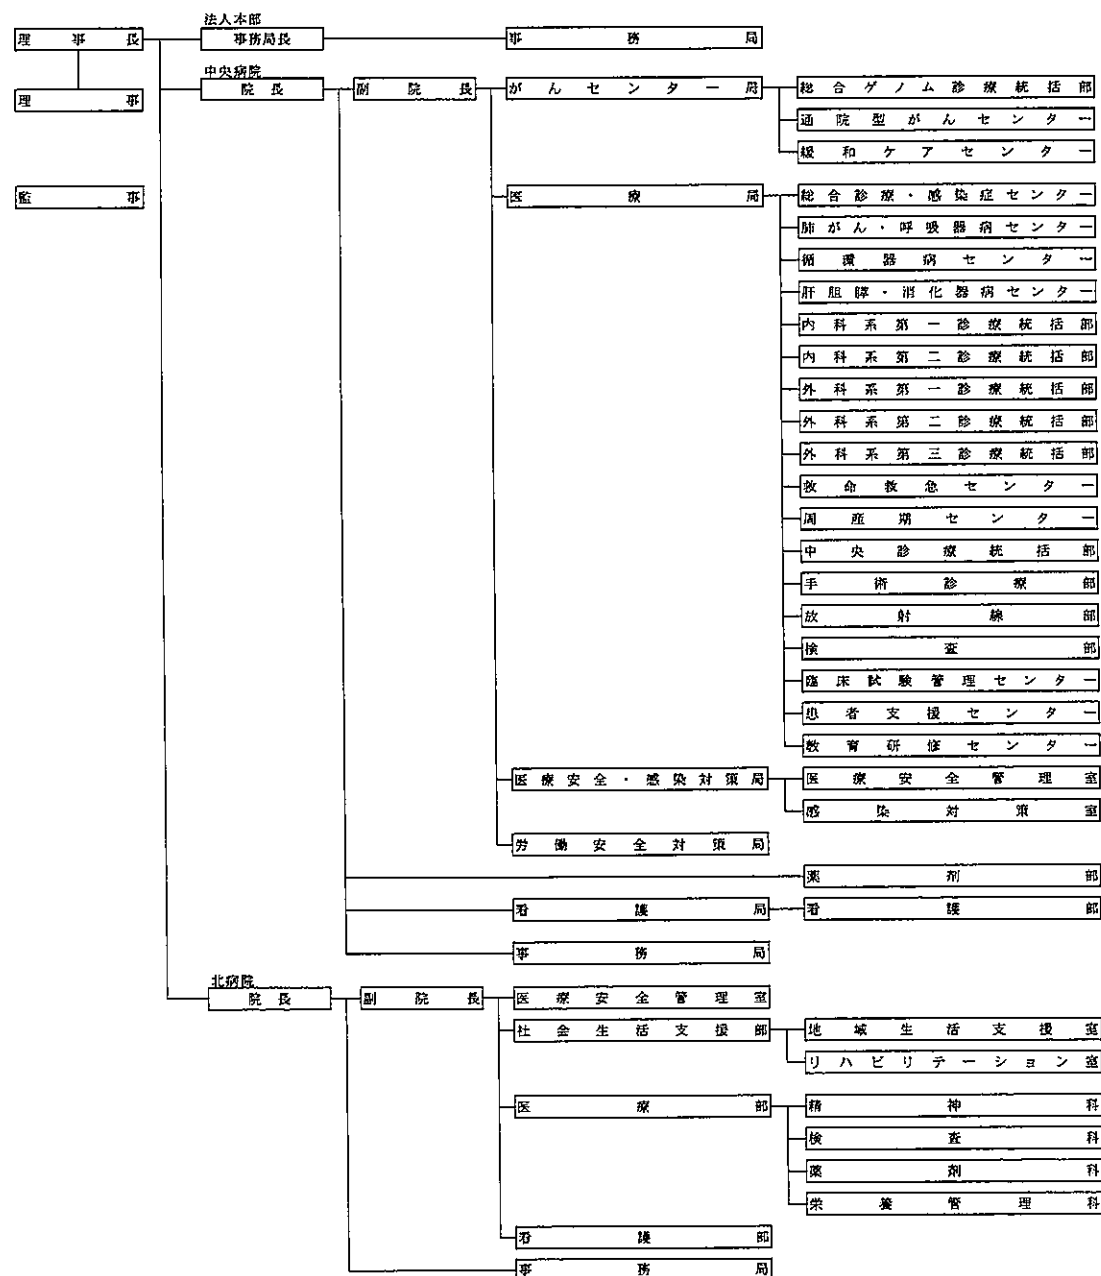 法人本部
理事長 事務局長 事務局
中央病院
院長 副院長 がんセンター局 総合ゲノム診療統括部
理事
通院型がんセンター
緩和ケアセンター
監事 医療局 総合診療・感染症センター
肺がん・呼吸器病センター
循環器病センター
肝胆膵・消化器病センター
内科系第一診療統括部
内科系第二診療統括部
外科系第一診療統括部
外科系第二診療統括部
外科系第三診療統括部
救命救急センター
周産期センター
中央診療統括部
手術診療部
放射線部
検査部
臨床試験管理センター
患者支援センター
教育研修センター
医療安全・感染対策局 医療安全管理室
感染対策室
労働安全対策局
薬剤部
看護局 看護部
事務局
北病院
院長 副院長 医療安全管理室
社会生活支援部 地域生活支援室
リハビリテーション室
医療部 精神科
検査科
薬剤科
栄養管理科
看護部
事務局